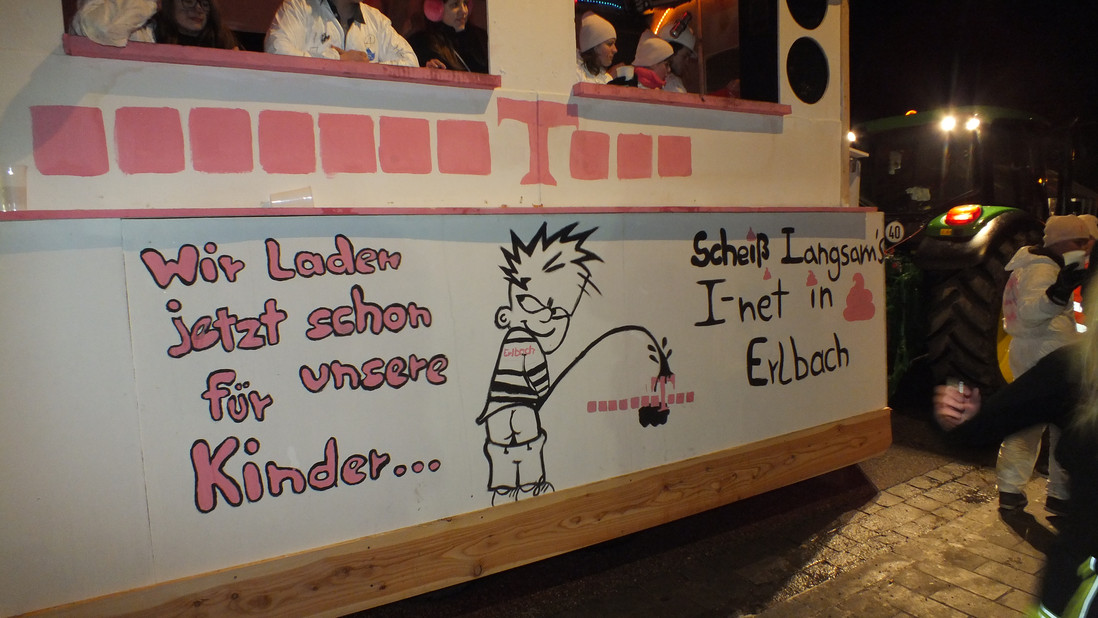 T
Wir Laden
jetzt schon
für unsere
Kinder...
Erlbach
T
Scheiß Langsam's
I-net in
Erlbach
40